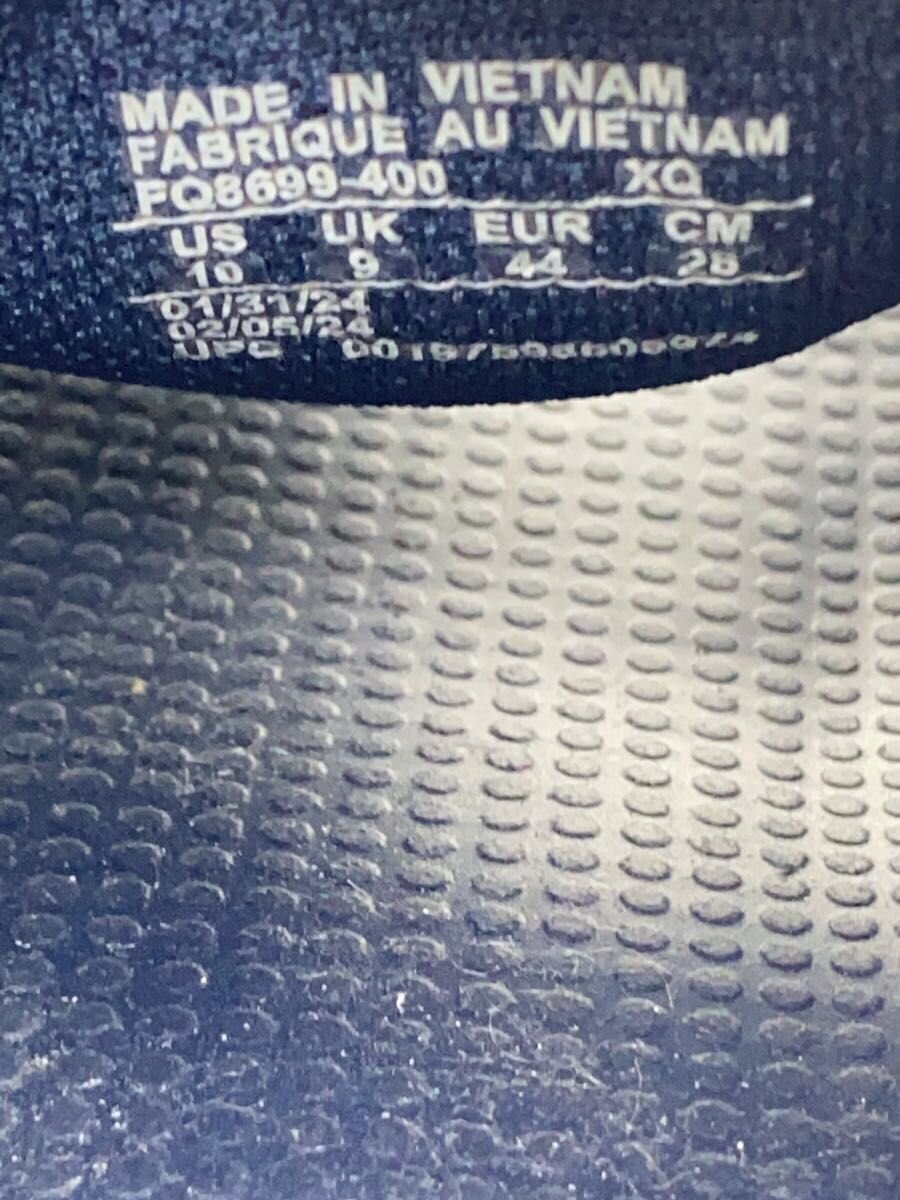 MADE IN VIETNAM
FABRIQUE AU VIETNAM
FQ8699-400 XQ
US UK EUR CM
10 9 44 28
01/31/24
02/05/24
UPC